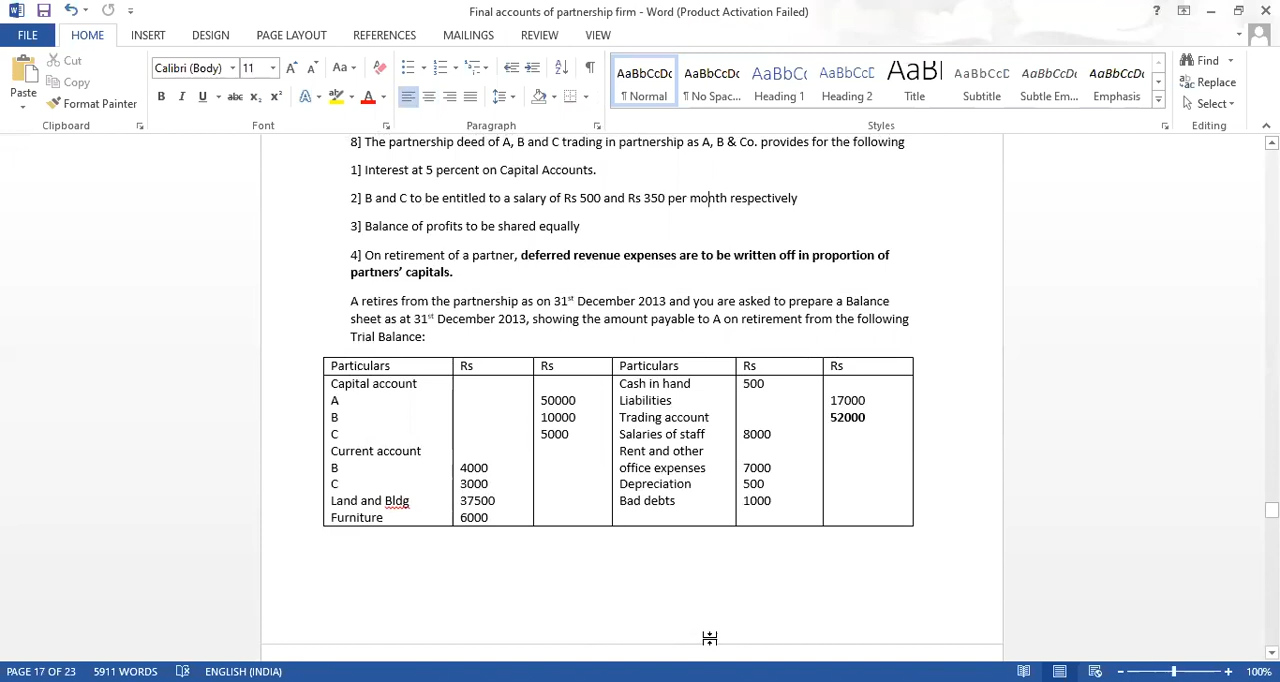 Final accounts of partnership firm - Word (Product Activation Failed)
FILE HOME INSERT DESIGN PAGE LAYOUT REFERENCES MAILINGS REVIEW VIEW
Paste
Cut
Copy
Format Painter
Clipboard
Calibri (Body) 11
Font
Paragraph
AaBbCcDc AaBbCcDc AaBbCc AaBbCcD AaBl AaBbCcD AaBbCcDc AaBbCcDc
¶ Normal ¶ No Spac... Heading 1 Heading 2 Title Subtitle Subtle Em... Emphasis
Styles
Find
Replace
Select
Editing
8] The partnership deed of A, B and C trading in partnership as A, B & Co. provides for the following
1] Interest at 5 percent on Capital Accounts.
2] B and C to be entitled to a salary of Rs 500 and Rs 350 per month respectively
3] Balance of profits to be shared equally
4] On retirement of a partner, deferred revenue expenses are to be written off in proportion of
partners’ capitals.
A retires from the partnership as on 31st December 2013 and you are asked to prepare a Balance
sheet as at 31st December 2013, showing the amount payable to A on retirement from the following
Trial Balance:
Particulars Rs Rs Particulars Rs Rs
Capital account Cash in hand 500
A 50000 Liabilities 17000
B 10000 Trading account 52000
C 5000 Salaries of staff 8000
Current account Rent and other
B 4000 office expenses 7000
C 3000 Depreciation 500
Land and Bldg 37500 Bad debts 1000
Furniture 6000
PAGE 17 OF 23 5911 WORDS ENGLISH (INDIA) 100%